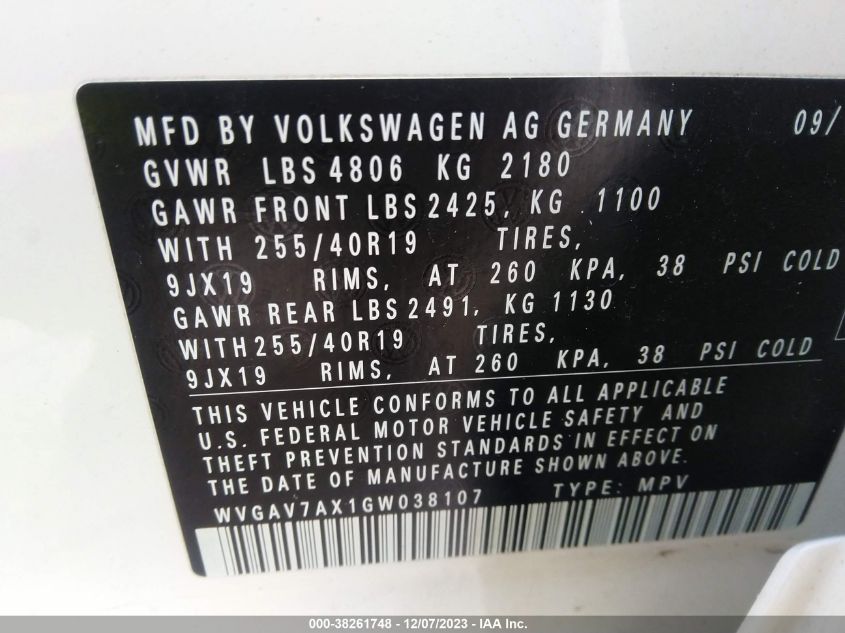 MFD BY VOLKSWAGEN AG GERMANY 09/
GVWR LBS 4806 KG 2180
GAWR FRONT LBS 2425, KG 1100
WITH 255/40R19 TIRES,
9JX19 RIMS, AT 260 KPA, 38 PSI COLD
GAWR REAR LBS 2491, KG 1130
WITH 255/40R19 TIRES,
9JX19 RIMS, AT 260 KPA, 38 PSI COLD
THIS VEHICLE CONFORMS TO ALL APPLICABLE
U.S. FEDERAL MOTOR VEHICLE SAFETY AND
THEFT PREVENTION STANDARDS IN EFFECT ON
THE DATE OF MANUFACTURE SHOWN ABOVE.
WVGAV7AX1GW038107 TYPE: MPV
000-38261748 - 12/07/2023 - IAA Inc.